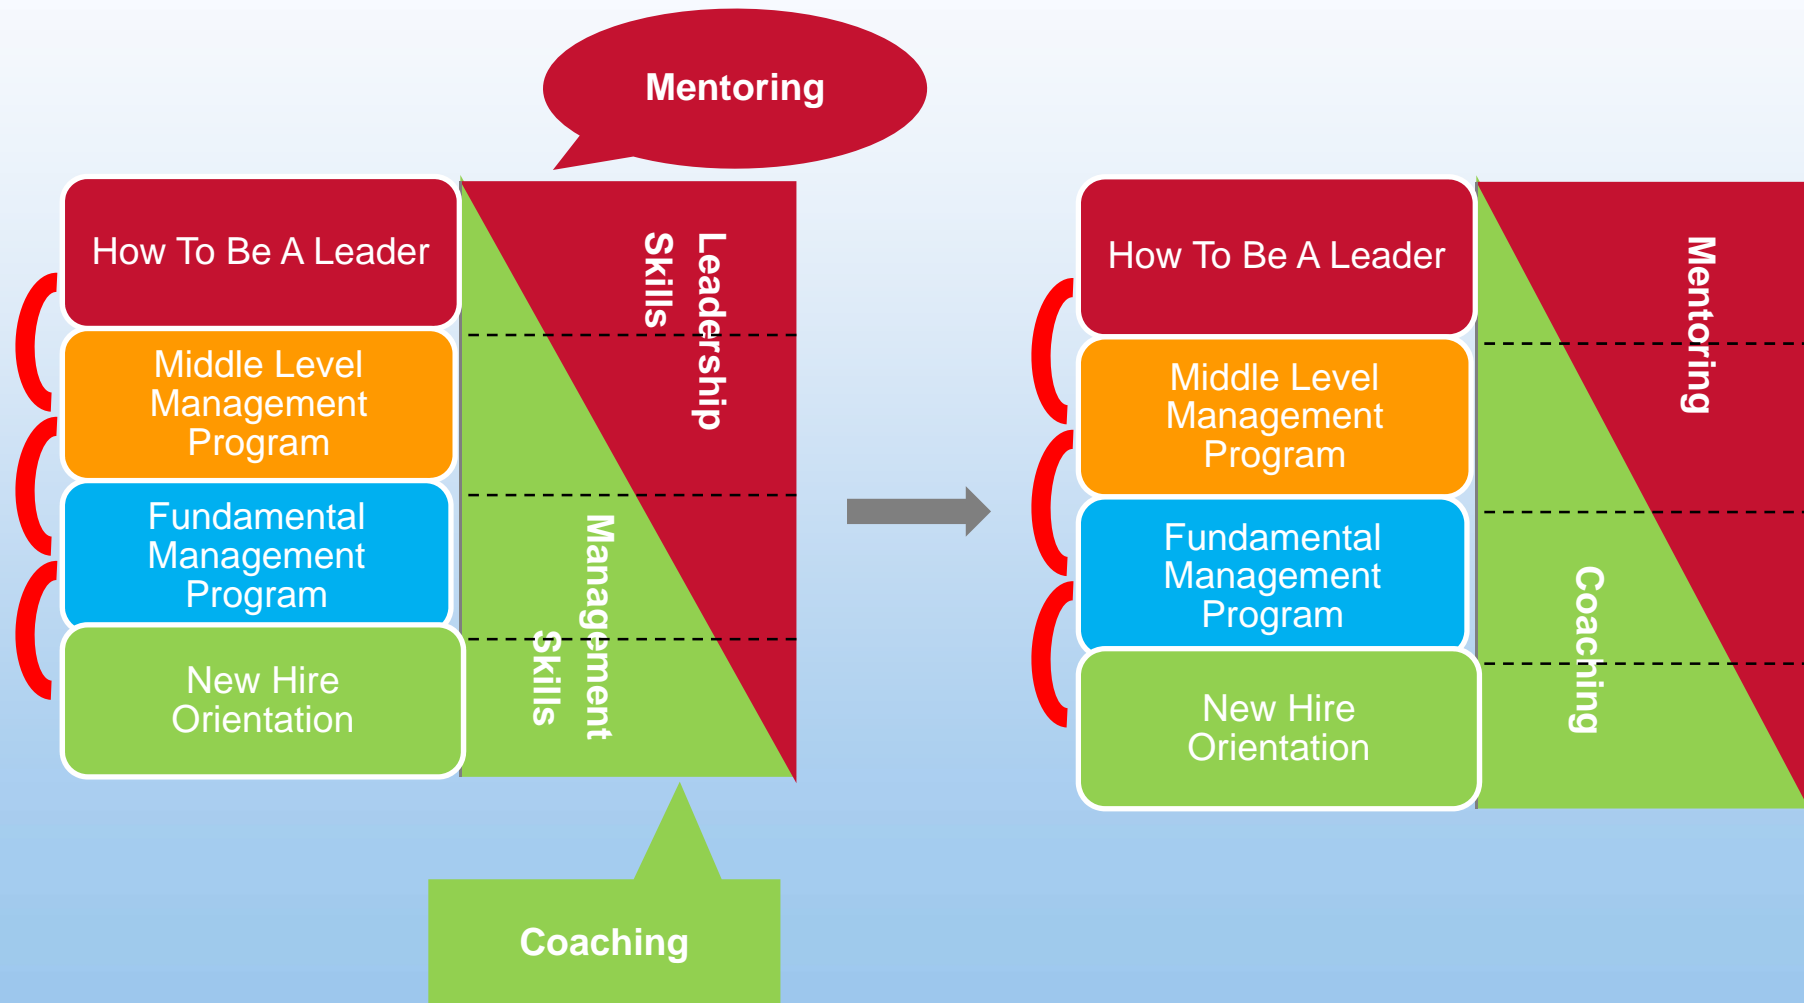 Mentoring
How To Be A Leader
Middle Level
Management
Program
Fundamental
Management
Program
New Hire
Orientation
Leadership
Skills
Management
Skills
Coaching
How To Be A Leader
Middle Level
Management
Program
Fundamental
Management
Program
New Hire
Orientation
Mentoring
Coaching